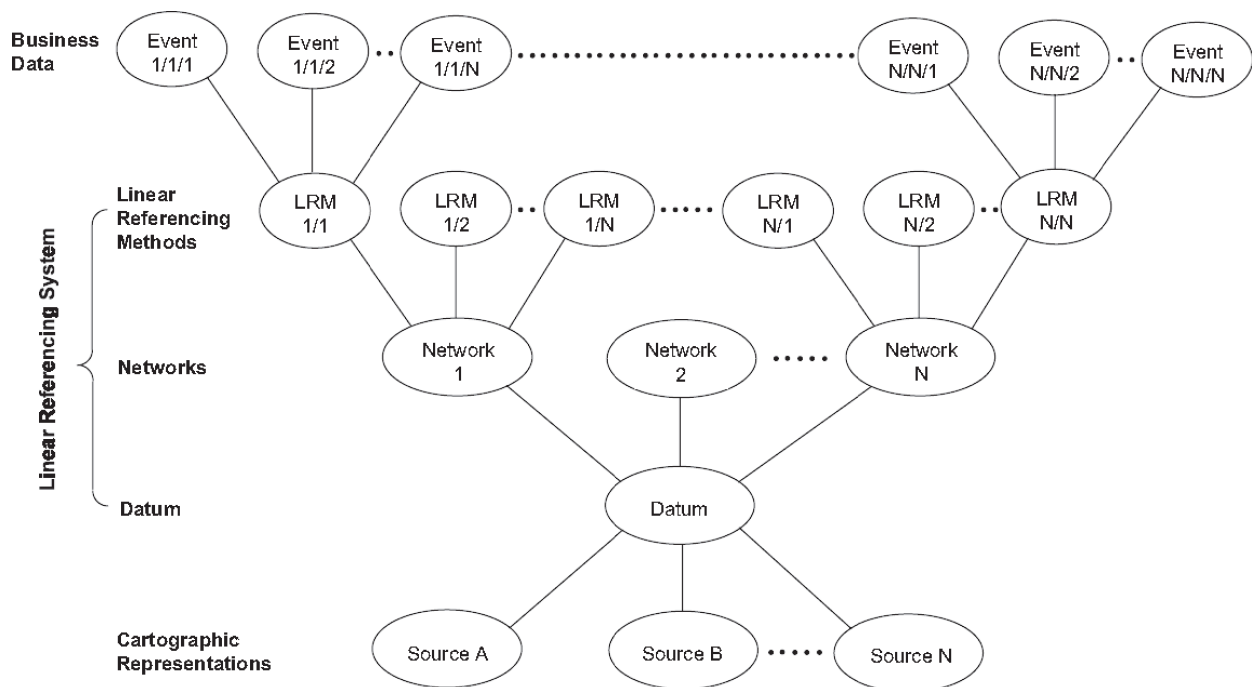 Business
Data
Event
1/1/1
Event
1/1/2
Event
1/1/N
Event
N/N/1
Event
N/N/2
Event
N/N/N
Linear Referencing System
Linear
Referencing
Methods
LRM
1/1
LRM
1/2
LRM
1/N
LRM
N/1
LRM
N/2
LRM
N/N
Networks
Network
1
Network
2
Network
N
Datum
Datum
Cartographic
Representations
Source A
Source B
Source N